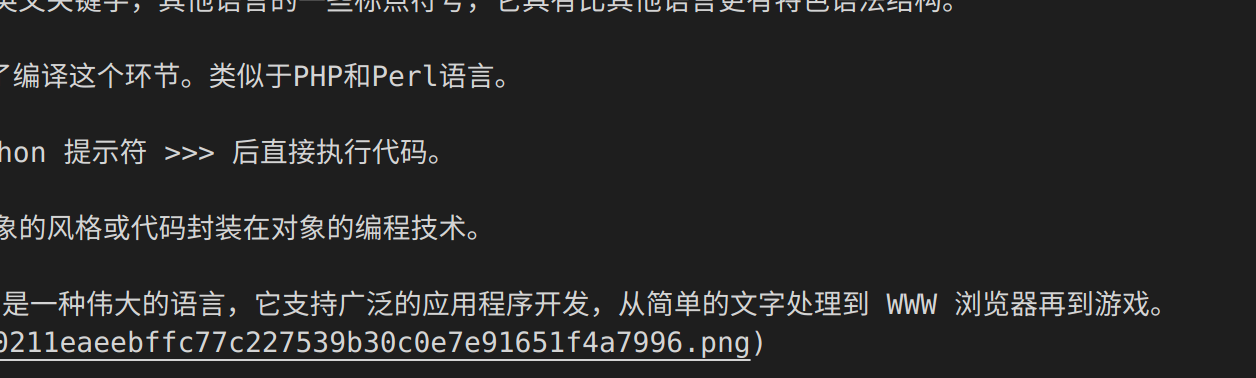 英文关键字，其他语言的一些标点符号，它具有比其他语言更有特色语法结构。
了编译这个环节。类似于PHP和Perl语言。
hon 提示符 >>> 后直接执行代码。
象的风格或代码封装在对象的编程技术。
是一种伟大的语言，它支持广泛的应用程序开发，从简单的文字处理到 WWW 浏览器再到游戏。
0211eaeebffc77c227539b30c0e7e91651f4a7996.png)